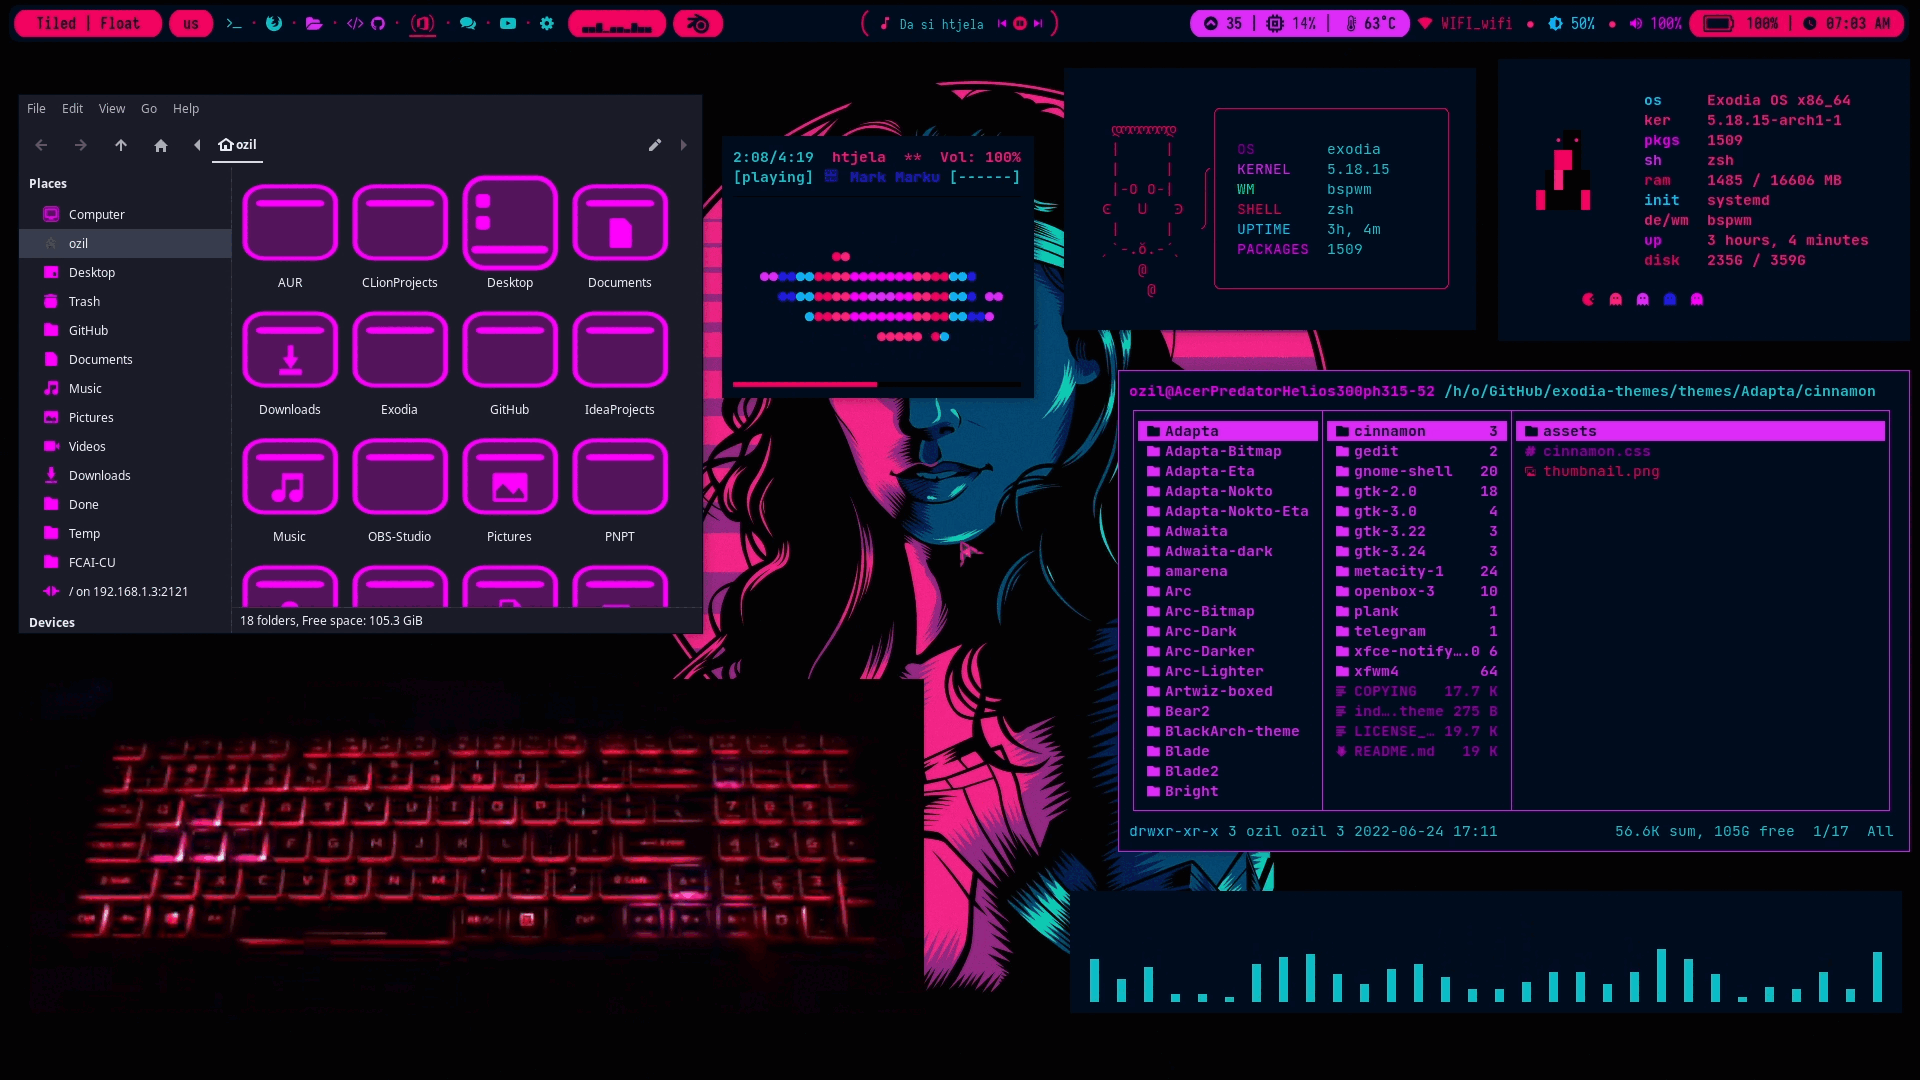 Tiled | Float
us
Da si htjela
35 | 14% | 63°C
WIFI_wifi
50%
100%
100% | 07:03 AM
File Edit View Go Help
ozil
Places
Computer
ozil
Desktop
Trash
GitHub
Documents
Music
Pictures
Videos
Downloads
Done
Temp
FCAI-CU
/ on 192.168.1.3:2121
Devices
AUR CLionProjects Desktop Documents
Downloads Exodia GitHub IdeaProjects
Music OBS-Studio Pictures PNPT
18 folders, Free space: 105.3 GiB
2:08/4:19 htjela ** Vol: 100%
[playing] Mark Marku [------]
OS exodia
KERNEL 5.18.15
WM bspwm
SHELL zsh
UPTIME 3h, 4m
PACKAGES 1509
os Exodia OS x86_64
ker 5.18.15-arch1-1
pkgs 1509
sh zsh
ram 1485 / 16606 MB
init systemd
de/wm bspwm
up 3 hours, 4 minutes
disk 235G / 359G
ozil@AcerPredatorHelios300ph315-52 /h/o/GitHub/exodia-themes/themes/Adapta/cinnamon
Adapta cinnamon 3 assets
Adapta-Bitmap gedit 2 cinnamon.css
Adapta-Eta gnome-shell 20 thumbnail.png
Adapta-Nokto gtk-2.0 18
Adapta-Nokto-Eta gtk-3.0 4
Adwaita gtk-3.22 3
Adwaita-dark gtk-3.24 3
amarena metacity-1 24
Arc openbox-3 10
Arc-Bitmap plank 1
Arc-Dark telegram 1
Arc-Darker xfce-notify….0 6
Arc-Lighter xfwm4 64
Artwiz-boxed COPYING 17.7 K
Bear2 ind….theme 275 B
BlackArch-theme LICENSE_… 19.7 K
Blade README.md 19 K
Blade2
Bright
drwxr-xr-x 3 ozil ozil 3 2022-06-24 17:11 56.6K sum, 105G free 1/17 All